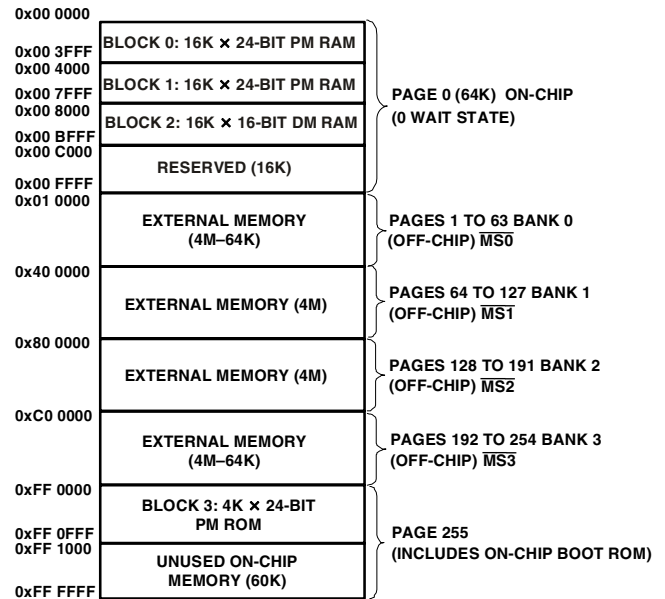 0x00 0000
BLOCK 0: 16K × 24-BIT PM RAM
0x00 3FFF
0x00 4000
BLOCK 1: 16K × 24-BIT PM RAM
0x00 7FFF
0x00 8000
BLOCK 2: 16K × 16-BIT DM RAM
0x00 BFFF
0x00 C000
RESERVED (16K)
0x00 FFFF
PAGE 0 (64K) ON-CHIP
(0 WAIT STATE)
0x01 0000
EXTERNAL MEMORY
(4M–64K)
PAGES 1 TO 63 BANK 0
(OFF-CHIP) M̅S̅0̅
0x40 0000
EXTERNAL MEMORY (4M)
PAGES 64 TO 127 BANK 1
(OFF-CHIP) M̅S̅1̅
0x80 0000
EXTERNAL MEMORY (4M)
PAGES 128 TO 191 BANK 2
(OFF-CHIP) M̅S̅2̅
0xC0 0000
EXTERNAL MEMORY
(4M–64K)
PAGES 192 TO 254 BANK 3
(OFF-CHIP) M̅S̅3̅
0xFF 0000
BLOCK 3: 4K × 24-BIT
PM ROM
0xFF 0FFF
0xFF 1000
UNUSED ON-CHIP
MEMORY (60K)
0xFF FFFF
PAGE 255
(INCLUDES ON-CHIP BOOT ROM)